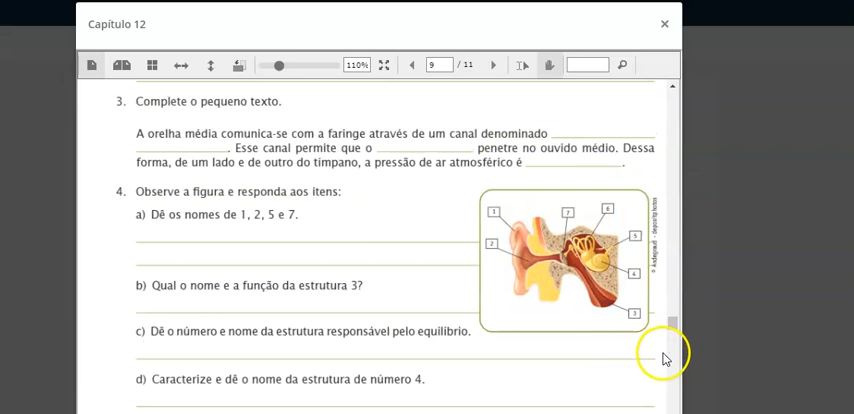 Capítulo 12
×
110%
9 / 11
3. Complete o pequeno texto.
A orelha média comunica-se com a faringe através de um canal denominado ____________
____________. Esse canal permite que o ____________ penetre no ouvido médio. Dessa
forma, de um lado e de outro do tímpano, a pressão de ar atmosférico é ____________.
4. Observe a figura e responda aos itens:
a) Dê os nomes de 1, 2, 5 e 7.
b) Qual o nome e a função da estrutura 3?
c) Dê o número e nome da estrutura responsável pelo equilíbrio.
d) Caracterize e dê o nome da estrutura de número 4.
1
7
6
2
5
4
3